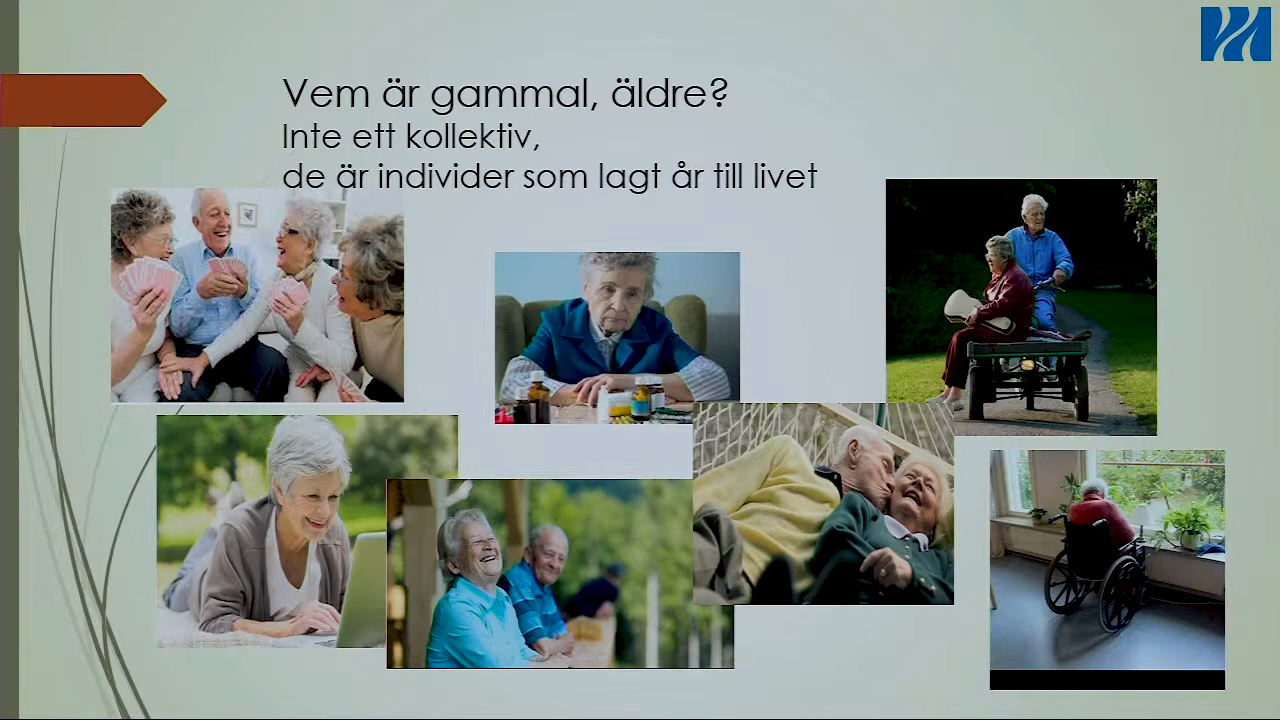 Vem är gammal, äldre?
Inte ett kollektiv,
de är individer som lagt år till livet